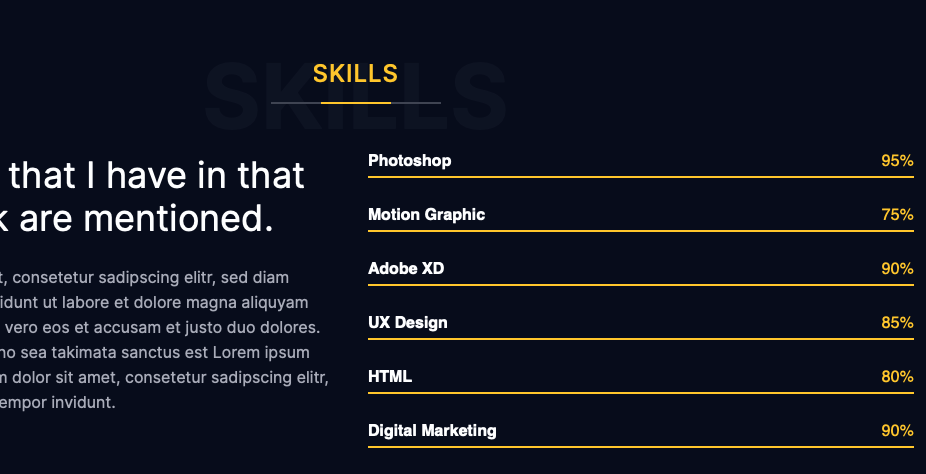 SKILLS
SKILLS
that I have in that
k are mentioned.
t, consetetur sadipscing elitr, sed diam
idunt ut labore et dolore magna aliquyam
vero eos et accusam et justo duo dolores.
no sea takimata sanctus est Lorem ipsum
m dolor sit amet, consetetur sadipscing elitr,
empor invidunt.
Photoshop 95%
Motion Graphic 75%
Adobe XD 90%
UX Design 85%
HTML 80%
Digital Marketing 90%